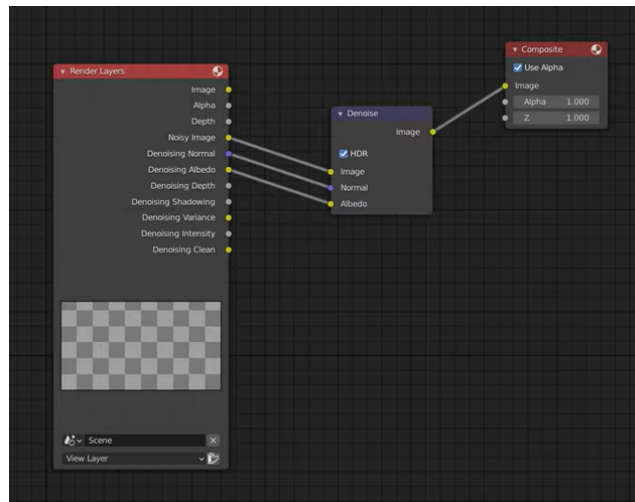 Render Layers
Image
Alpha
Depth
Noisy Image
Denoising Normal
Denoising Albedo
Denoising Depth
Denoising Shadowing
Denoising Variance
Denoising Intensity
Denoising Clean
Scene
View Layer
Denoise
Image
HDR
Image
Normal
Albedo
Composite
Use Alpha
Image
Alpha 1.000
Z 1.000